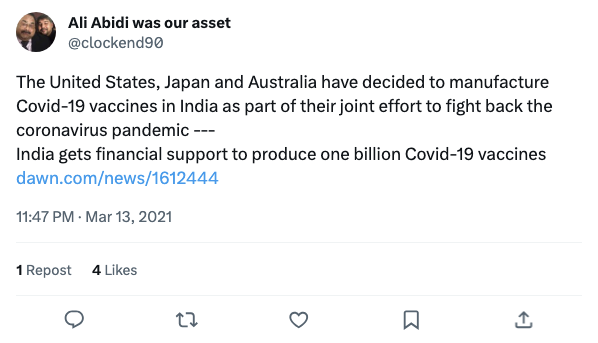 Ali Abidi was our asset
@clockend90
The United States, Japan and Australia have decided to manufacture
Covid-19 vaccines in India as part of their joint effort to fight back the
coronavirus pandemic ---
India gets financial support to produce one billion Covid-19 vaccines
dawn.com/news/1612444
11:47 PM · Mar 13, 2021
1 Repost 4 Likes